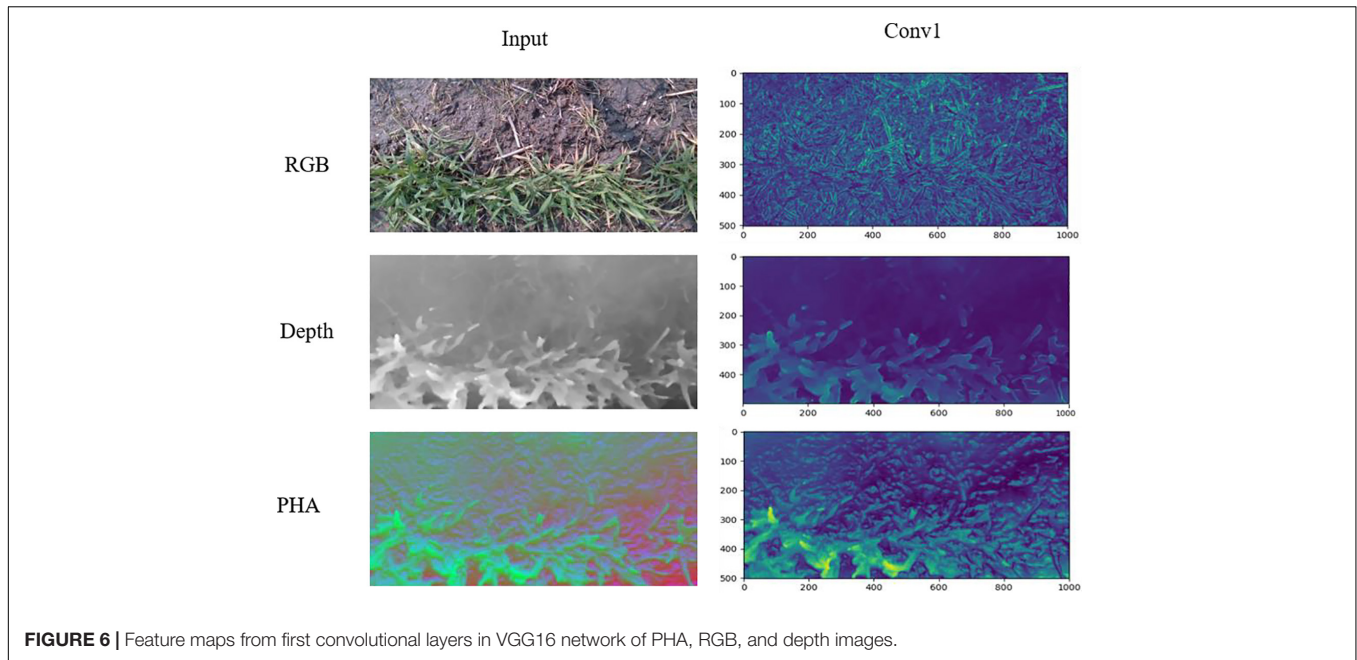 Input
Conv1
RGB
0
100
200
300
400
500
0 200 400 600 800 1000
Depth
0
100
200
300
400
0 200 400 600 800 1000
PHA
0
100
200
300
400
500
0 200 400 600 800 1000
FIGURE 6 | Feature maps from first convolutional layers in VGG16 network of PHA, RGB, and depth images.